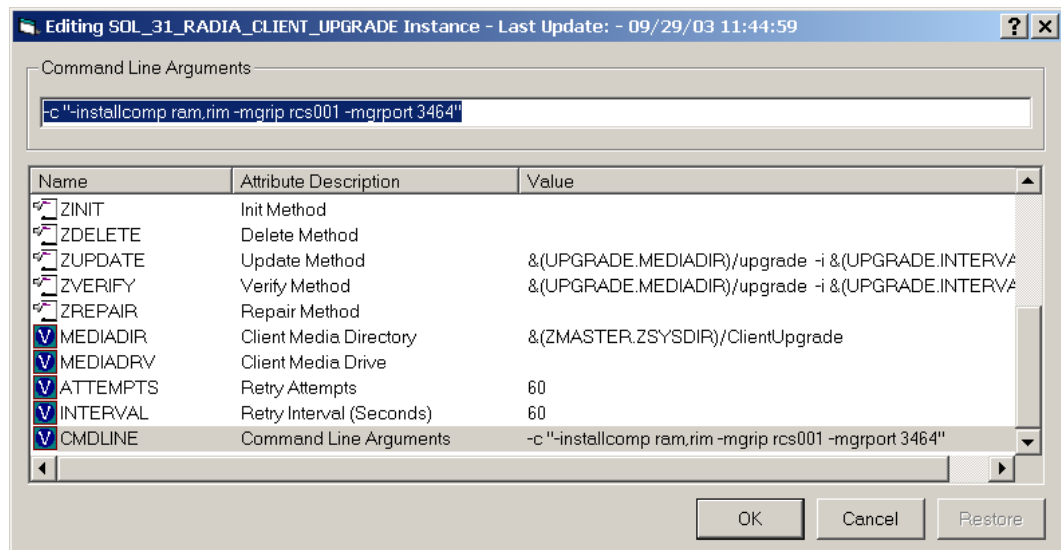 Editing SOL_31_RADIA_CLIENT_UPGRADE Instance - Last Update: - 09/29/03 11:44:59
Command Line Arguments
-c "-installcomp ram,rim -mgrip rcs001 -mgrport 3464"
Name Attribute Description Value
ZINIT Init Method
ZDELETE Delete Method
ZUPDATE Update Method &(UPGRADE.MEDIADIR)/upgrade -i &(UPGRADE.INTERVA
ZVERIFY Verify Method &(UPGRADE.MEDIADIR)/upgrade -i &(UPGRADE.INTERVA
ZREPAIR Repair Method
V MEDIADIR Client Media Directory &(ZMASTER.ZSYSDIR)/ClientUpgrade
V MEDIADRV Client Media Drive
V ATTEMPTS Retry Attempts 60
V INTERVAL Retry Interval (Seconds) 60
V CMDLINE Command Line Arguments -c "-installcomp ram,rim -mgrip rcs001 -mgrport 3464"
OK Cancel Restore